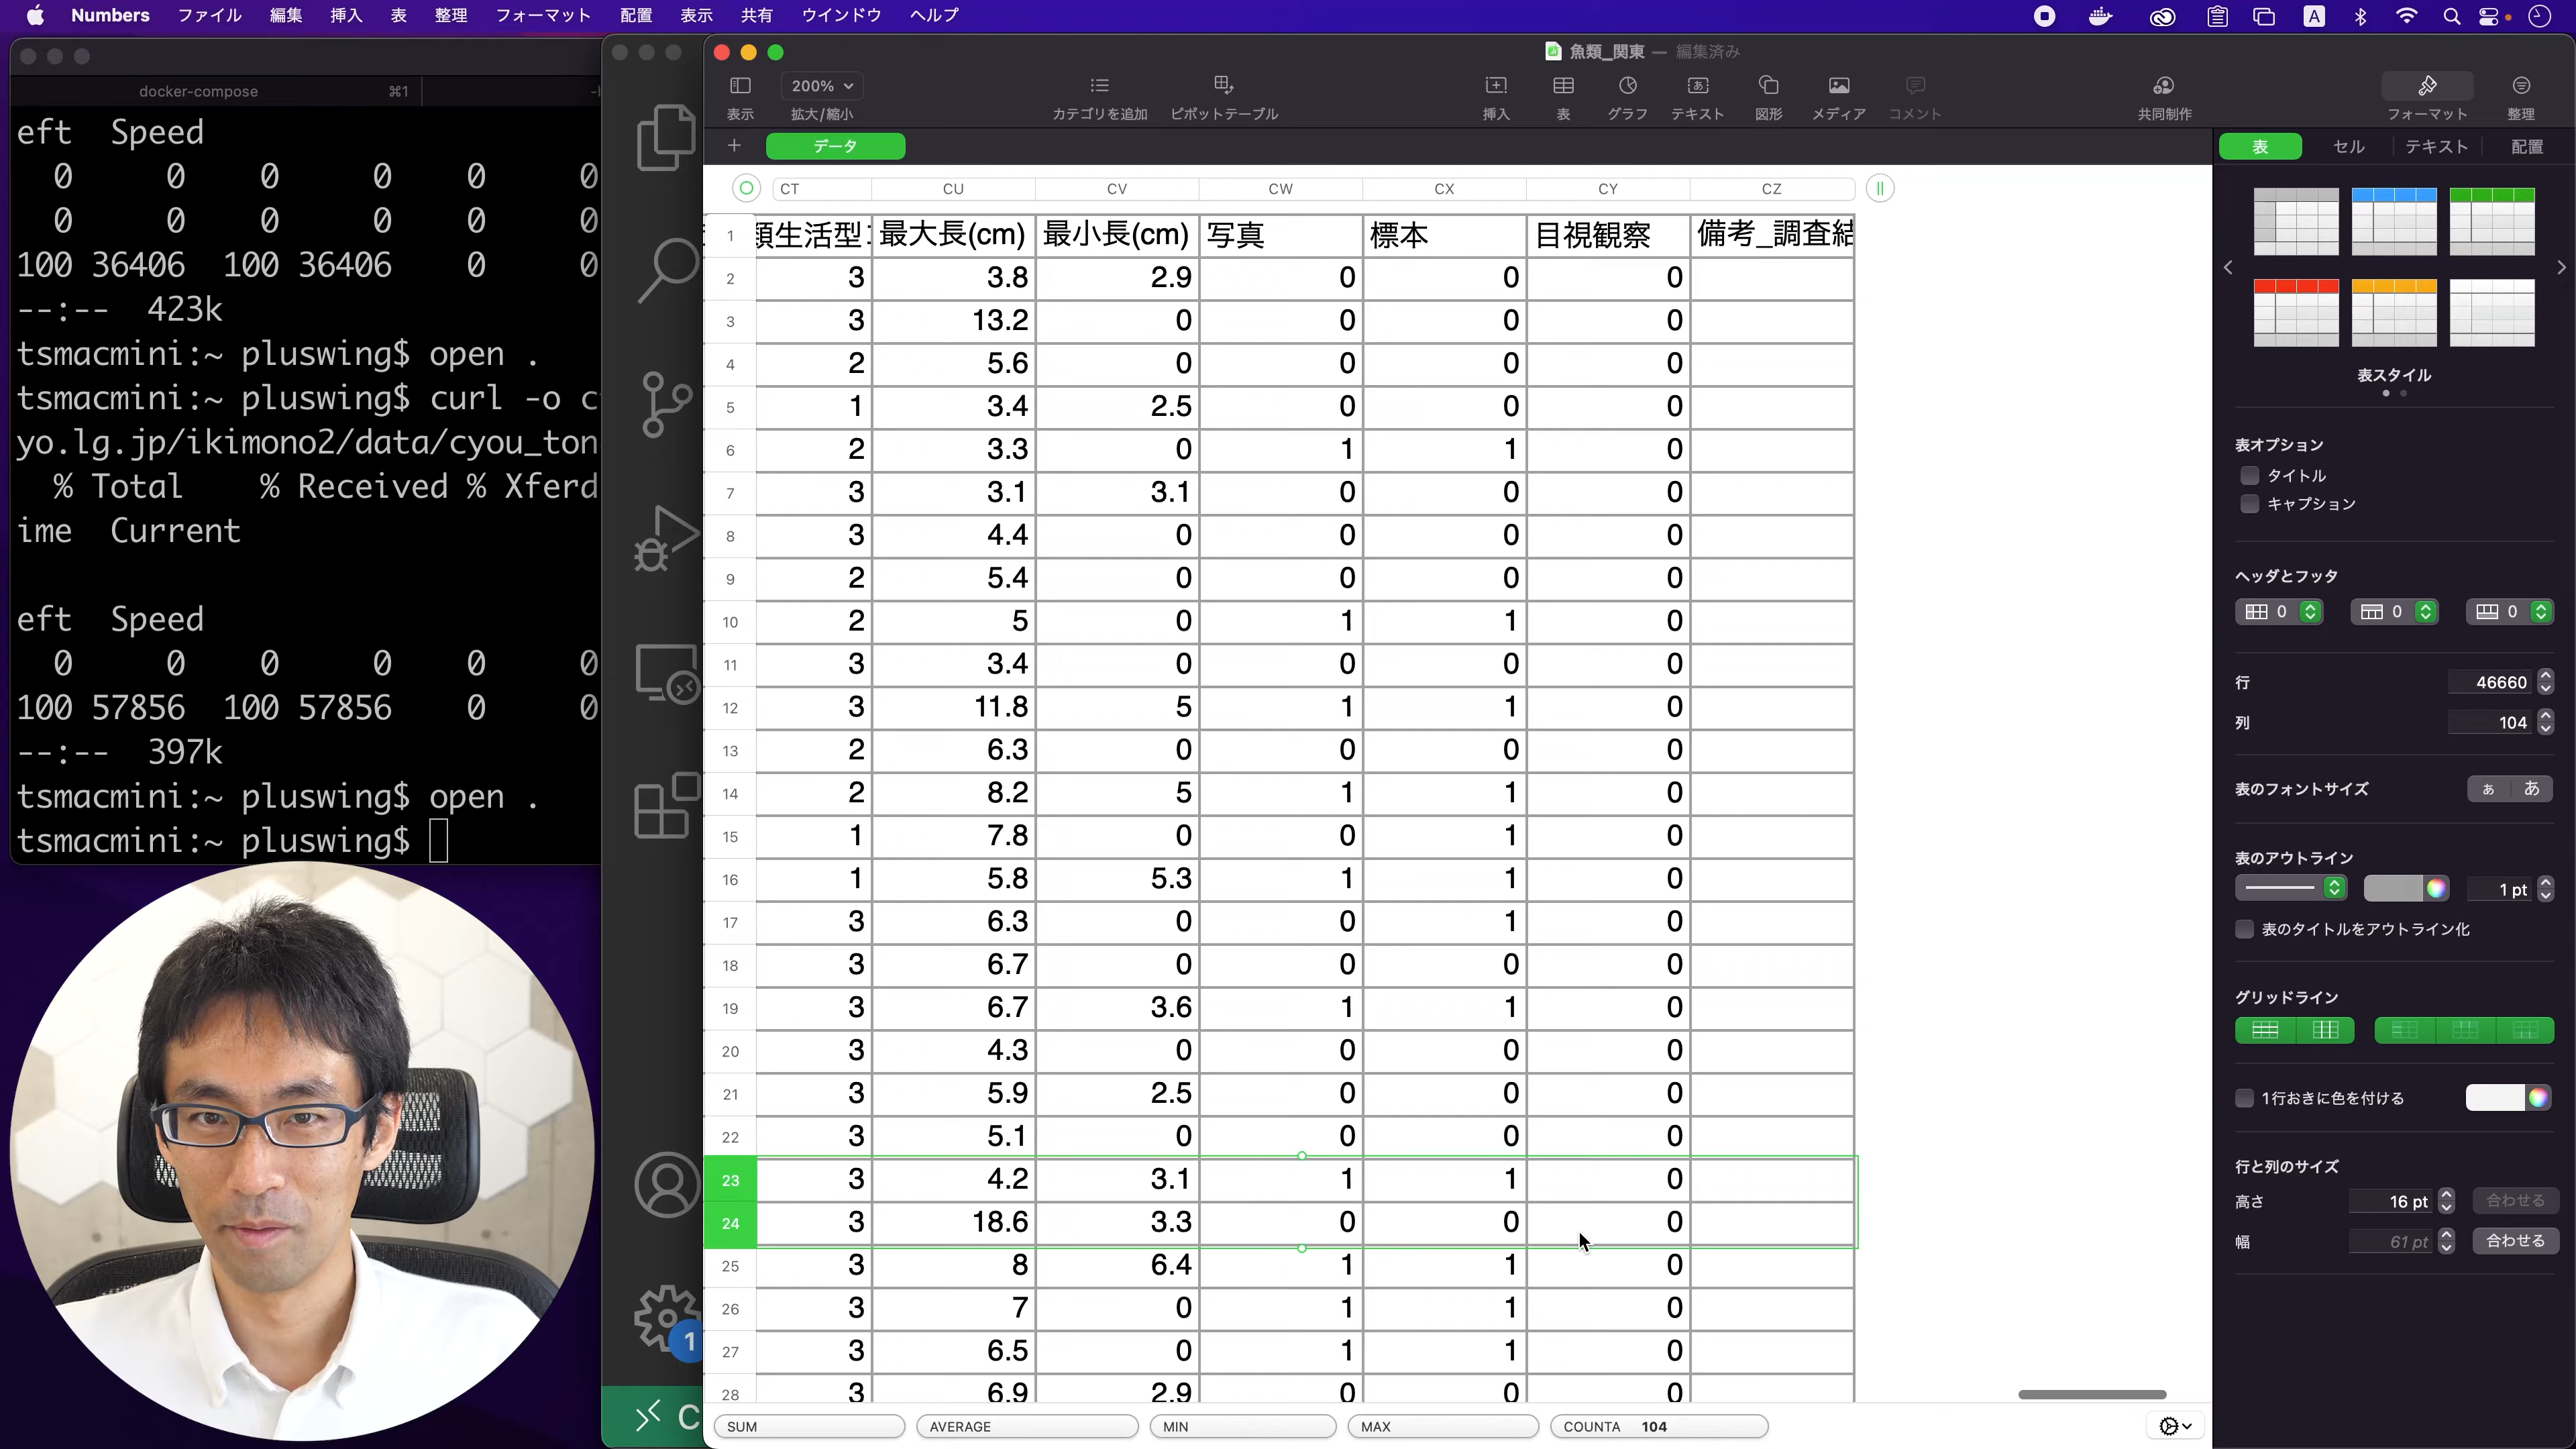 Numbers ファイル 編集 挿入 表 整理 フォーマット 配置 表示 共有 ウインドウ ヘルプ
A
docker-compose ⌘1
eft Speed
0 0 0 0 0 0
0 0 0 0 0 0
100 36406 100 36406 0 0
--:-- 423k
tsmacmini:~ pluswing$ open .
tsmacmini:~ pluswing$ curl -o c
yo.lg.jp/ikimono2/data/cyou_ton
% Total % Received % Xferd
ime Current
eft Speed
0 0 0 0 0 0
100 57856 100 57856 0 0
--:-- 397k
tsmacmini:~ pluswing$ open .
tsmacmini:~ pluswing$
1
魚類_関東 — 編集済み
200%
表示 拡大/縮小 カテゴリを追加 ピボットテーブル 挿入 表 グラフ テキスト 図形 メディア コメント 共同制作 フォーマット 整理
+ データ
CT CU CV CW CX CY CZ
1 類生活型 最大長(cm) 最小長(cm) 写真 標本 目視観察 備考_調査結
2 3 3.8 2.9 0 0 0
3 3 13.2 0 0 0 0
4 2 5.6 0 0 0 0
5 1 3.4 2.5 0 0 0
6 2 3.3 0 1 1 0
7 3 3.1 3.1 0 0 0
8 3 4.4 0 0 0 0
9 2 5.4 0 0 0 0
10 2 5 0 1 1 0
11 3 3.4 0 0 0 0
12 3 11.8 5 1 1 0
13 2 6.3 0 0 0 0
14 2 8.2 5 1 1 0
15 1 7.8 0 0 1 0
16 1 5.8 5.3 1 1 0
17 3 6.3 0 0 1 0
18 3 6.7 0 0 0 0
19 3 6.7 3.6 1 1 0
20 3 4.3 0 0 0 0
21 3 5.9 2.5 0 0 0
22 3 5.1 0 0 0 0
23 3 4.2 3.1 1 1 0
24 3 18.6 3.3 0 0 0
25 3 8 6.4 1 1 0
26 3 7 0 1 1 0
27 3 6.5 0 1 1 0
28 3 6.9 2.9 0 0 0
SUM AVERAGE MIN MAX COUNTA 104
表 セル テキスト 配置
表スタイル
表オプション
タイトル
キャプション
ヘッダとフッタ
0 0 0
行 46660
列 104
表のフォントサイズ あ あ
表のアウトライン
1 pt
表のタイトルをアウトライン化
グリッドライン
1行おきに色を付ける
行と列のサイズ
高さ 16 pt 合わせる
幅 61 pt 合わせる